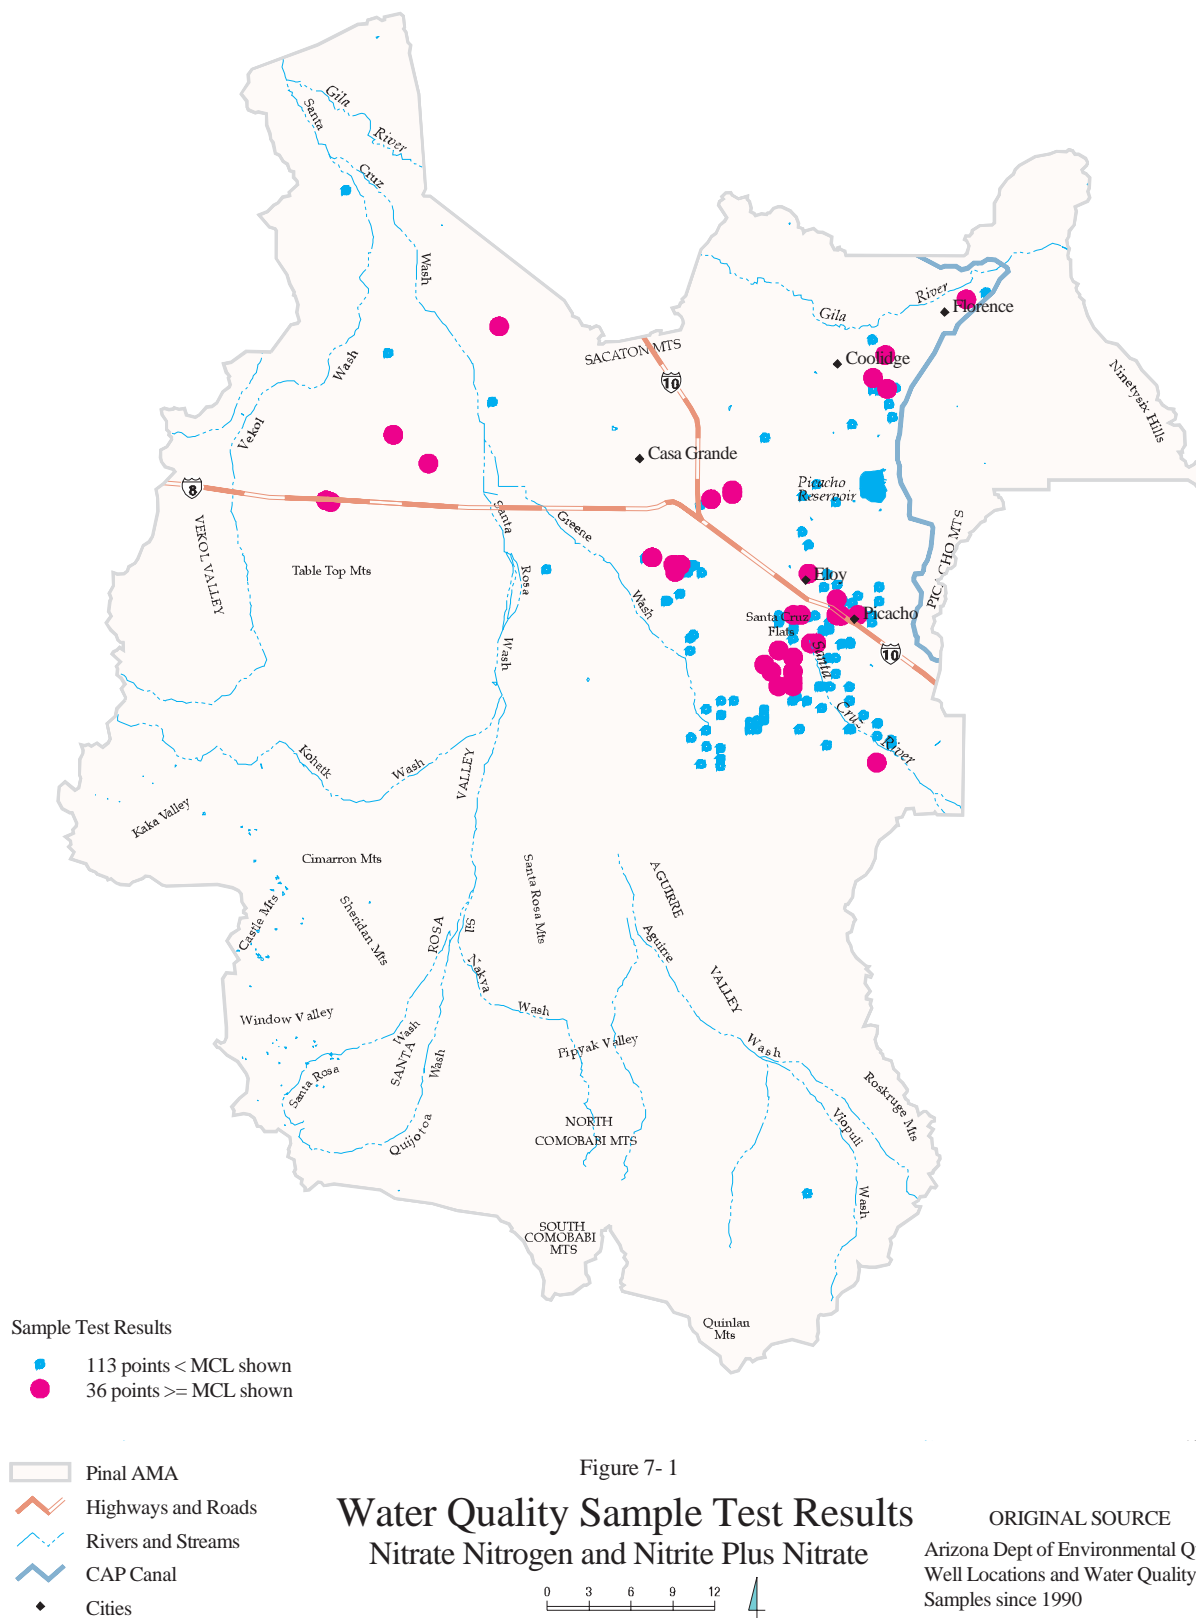 Gila
River
Santa
Cruz
Wash
Wash
Vekol
SACATON MTS
10
Gila
River
Florence
Coolidge
Ninetysix Hills
Casa Grande
8
Picacho
Reservoir
VEKOL VALLEY
Table Top Mts
Santa
Rosa
Wash
Greene
Wash
PICACHO MTS
Eloy
Picacho
Santa Cruz
Flats
10
Santa
Cruz
River
Kohatk
Wash
VALLEY
Kaka Valley
Cimarron Mts
Santa Rosa Mts
AGUIRRE
Castle Mts
Sheridan Mts
ROSA
Sil
Nakya
Wash
Aguirre
VALLEY
Wash
Window Valley
Wash
SANTA
Wash
Santa Rosa
Pipyak Valley
Quijotoa
NORTH
COMOBABI MTS
Roskruge Mts
Viopuli
Wash
SOUTH
COMOBABI
MTS
Quinlan
Mts
Sample Test Results
113 points < MCL shown
36 points >= MCL shown
Pinal AMA
Highways and Roads
Rivers and Streams
CAP Canal
Cities
Figure 7- 1
Water Quality Sample Test Results
Nitrate Nitrogen and Nitrite Plus Nitrate
0 3 6 9 12
ORIGINAL SOURCE
Arizona Dept of Environmental Q
Well Locations and Water Quality
Samples since 1990